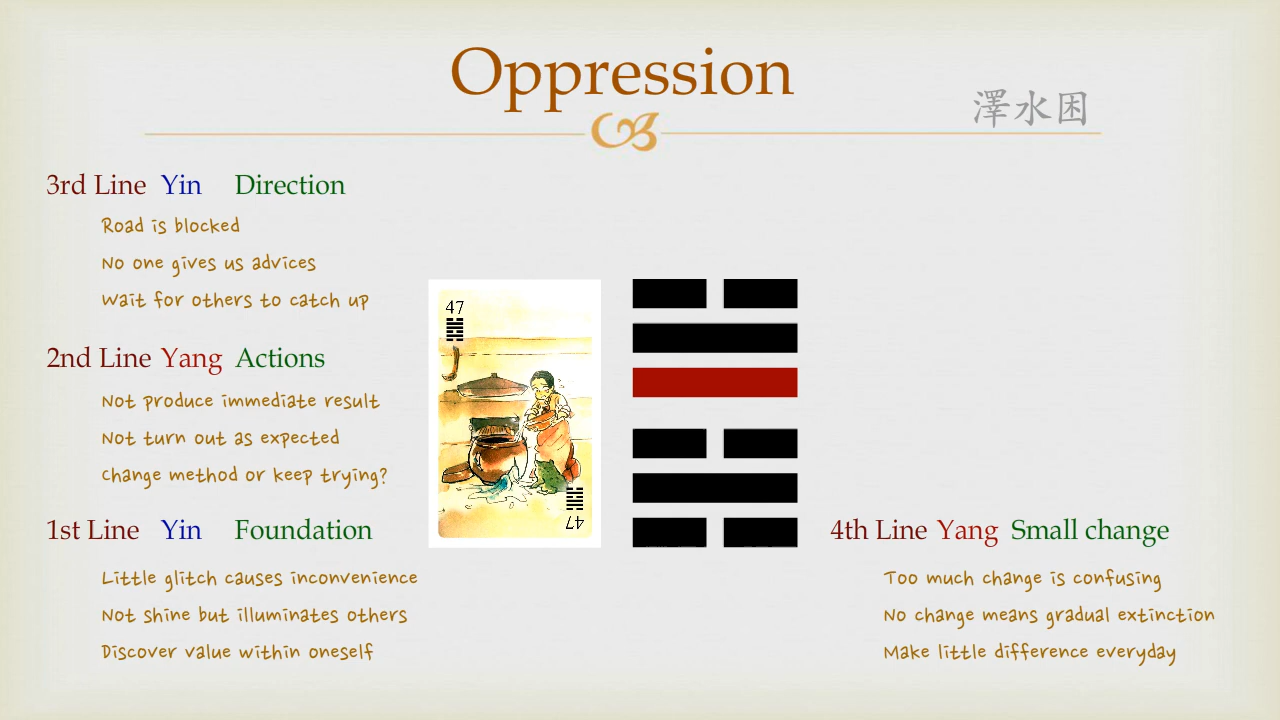 Oppression
澤水困
3rd Line Yin Direction
Road is blocked
No one gives us advices
Wait for others to catch up
2nd Line Yang Actions
Not produce immediate result
Not turn out as expected
Change method or keep trying?
1st Line Yin Foundation
Little glitch causes inconvenience
Not shine but illuminates others
Discover value within oneself
47
47
4th Line Yang Small change
Too much change is confusing
No change means gradual extinction
Make little difference everyday